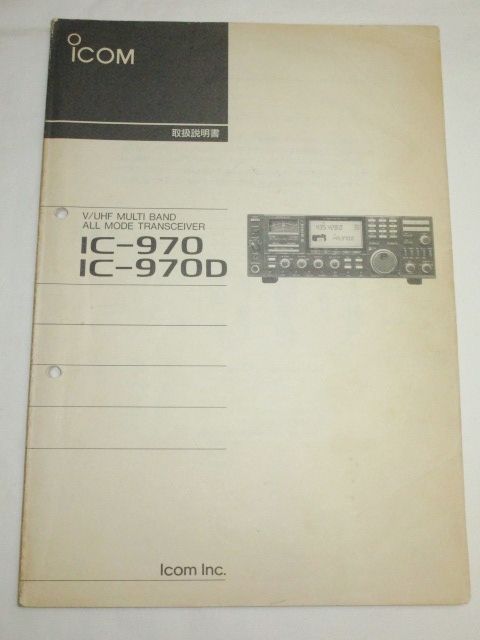 ICOM
取扱説明書
V/UHF MULTI BAND
ALL MODE TRANSCEIVER
IC-970
IC-970D
Icom Inc.